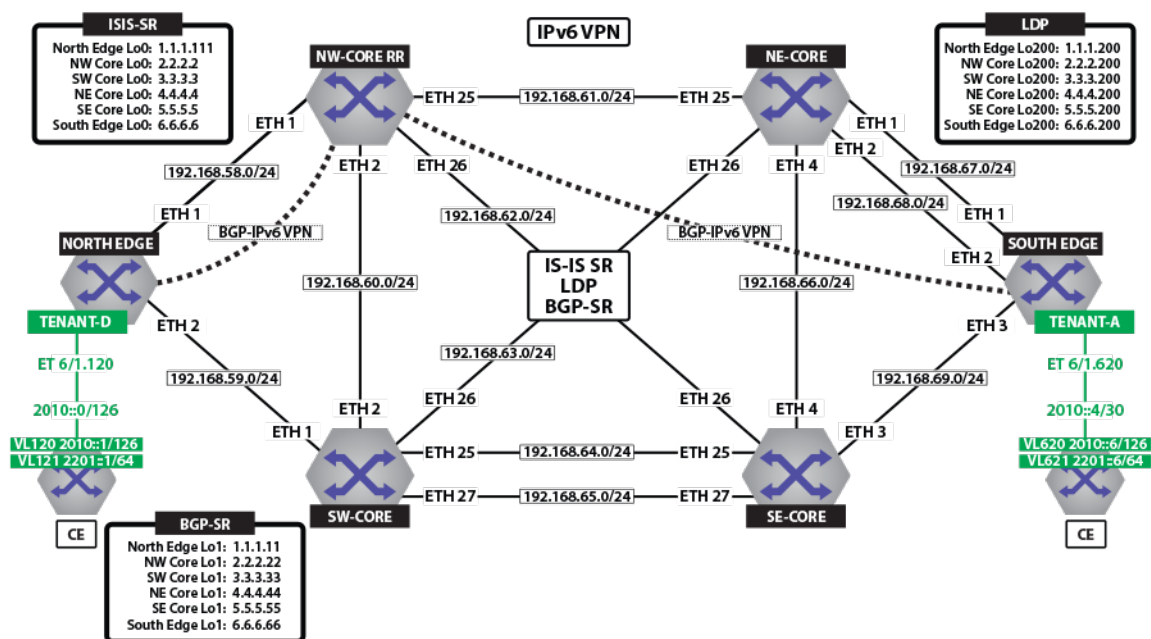 ISIS-SR
North Edge Lo0: 1.1.1.111
NW Core Lo0: 2.2.2.2
SW Core Lo0: 3.3.3.3
NE Core Lo0: 4.4.4.4
SE Core Lo0: 5.5.5.5
South Edge Lo0: 6.6.6.6
IPv6 VPN
LDP
North Edge Lo200: 1.1.1.200
NW Core Lo200: 2.2.2.200
SW Core Lo200: 3.3.3.200
NE Core Lo200: 4.4.4.200
SE Core Lo200: 5.5.5.200
South Edge Lo200: 6.6.6.200
NW-CORE RR
NE-CORE
ETH 25
192.168.61.0/24
ETH 25
ETH 1
ETH 2
ETH 26
ETH 26
ETH 4
ETH 2
ETH 1
192.168.58.0/24
192.168.67.0/24
192.168.68.0/24
ETH 1
192.168.62.0/24
ETH 1
NORTH EDGE
BGP-IPv6 VPN
BGP-IPv6 VPN
ETH 2
SOUTH EDGE
IS-IS SR
LDP
BGP-SR
192.168.60.0/24
192.168.66.0/24
TENANT-D
ETH 2
ETH 3
TENANT-A
ET 6/1.120
192.168.59.0/24
192.168.63.0/24
192.168.69.0/24
ET 6/1.620
2010::0/126
ETH 26
ETH 26
2010::4/30
ETH 2
ETH 4
ETH 1
ETH 3
VL120 2010::1/126
VL121 2201::1/64
VL620 2010::6/126
VL621 2201::6/64
ETH 25
192.168.64.0/24
ETH 25
ETH 27
192.168.65.0/24
ETH 27
SW-CORE
SE-CORE
CE
CE
BGP-SR
North Edge Lo1: 1.1.1.11
NW Core Lo1: 2.2.2.22
SW Core Lo1: 3.3.3.33
NE Core Lo1: 4.4.4.44
SE Core Lo1: 5.5.5.55
South Edge Lo1: 6.6.6.66